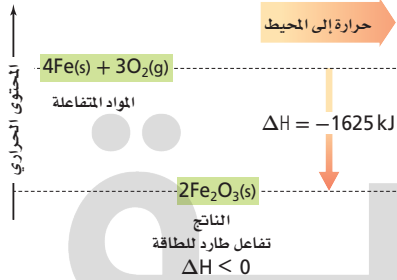 حرارة إلى المحيط
4Fe(s) + 3O₂(g)
المواد المتفاعلة
المحتوى الحراري
ΔH = −1625 kJ
2Fe₂O₃(s)
الناتج
تفاعل طارد للطاقة
ΔH < 0